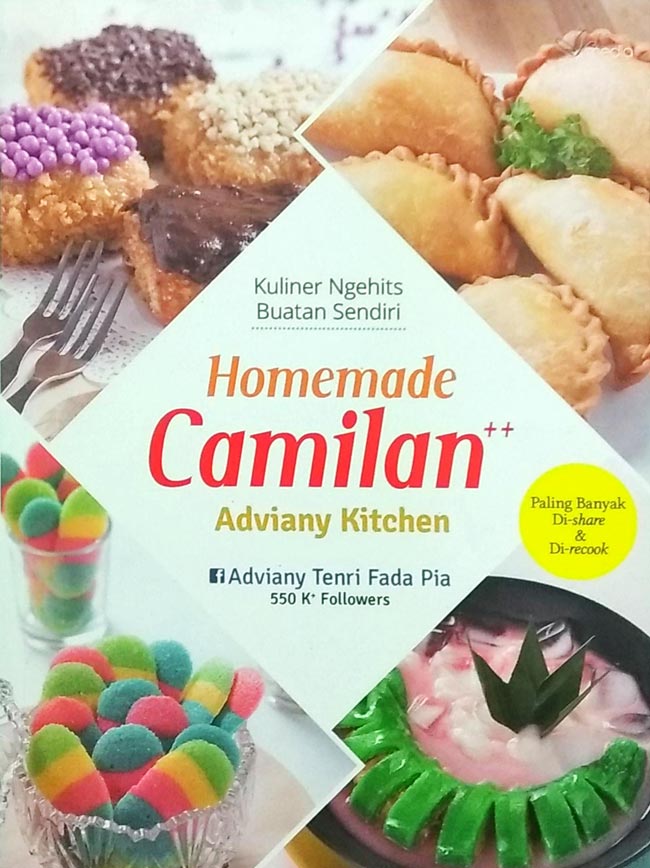 media
Kuliner Ngehits
Buatan Sendiri
Homemade
Camilan++
Adviany Kitchen
Paling Banyak
Di-share
&
Di-recook
Adviany Tenri Fada Pia
550 K+ Followers